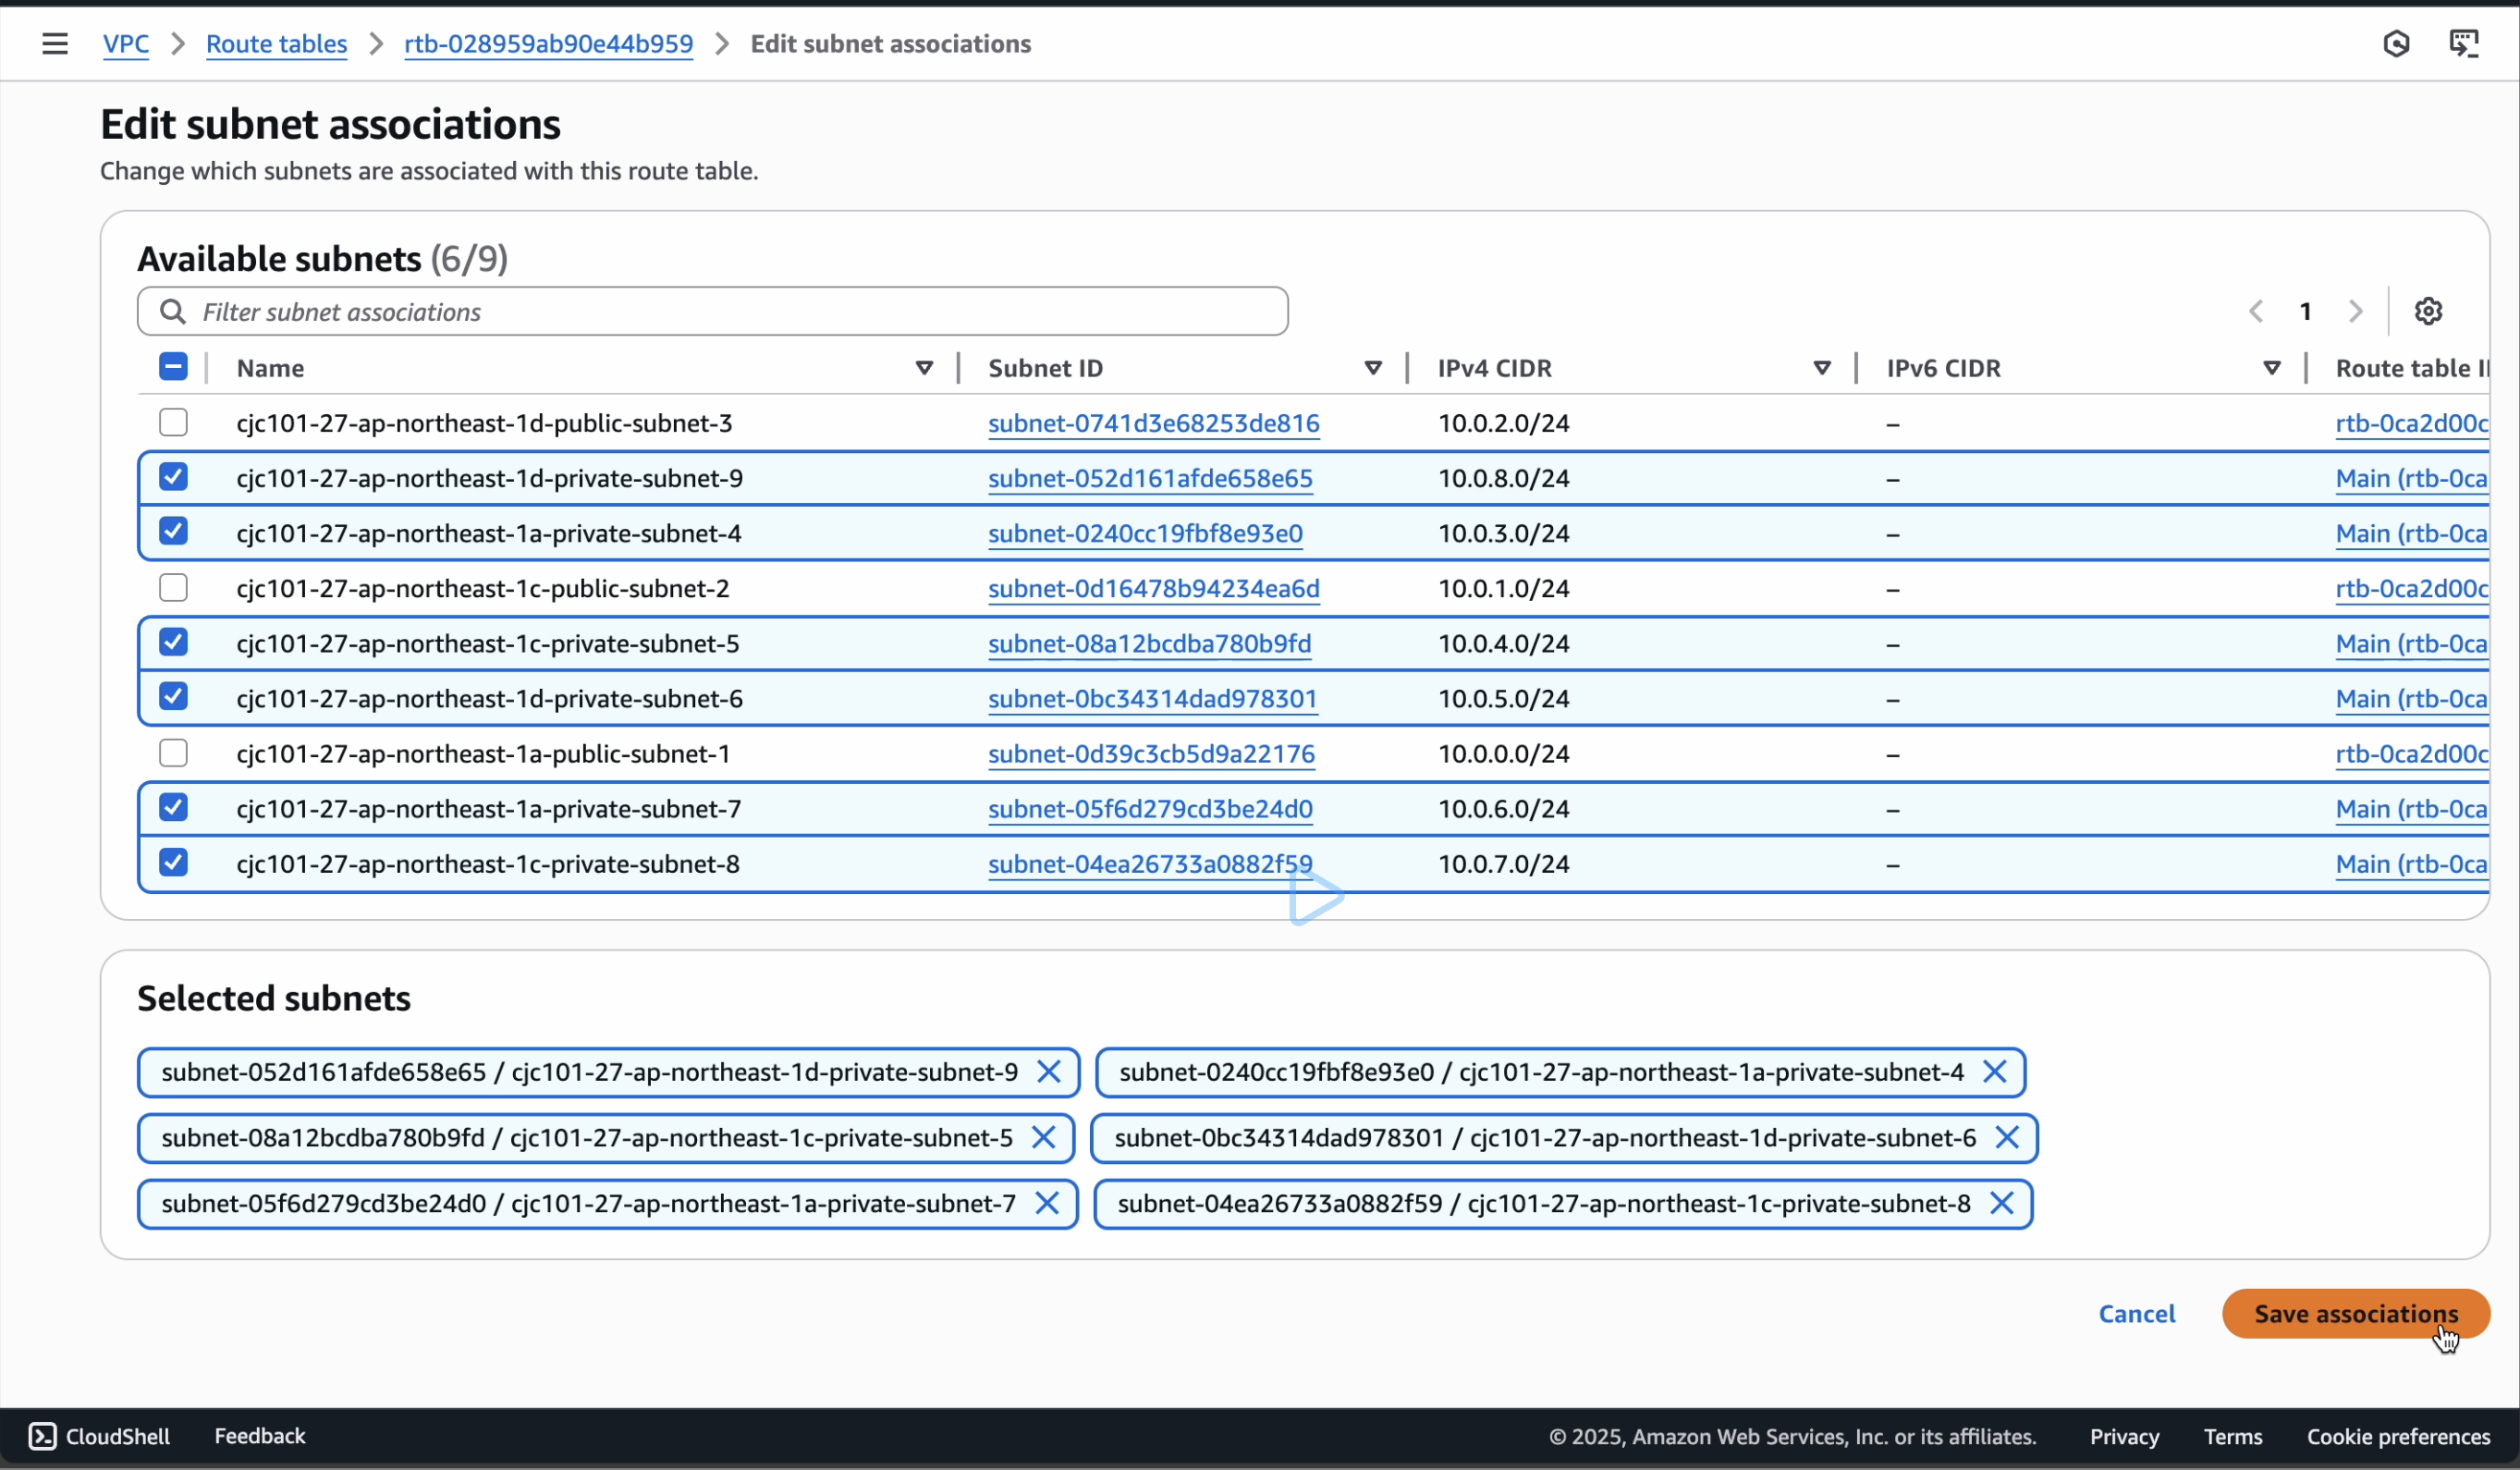 VPC > Route tables > rtb-028959ab90e44b959 > Edit subnet associations
Edit subnet associations
Change which subnets are associated with this route table.
Available subnets (6/9)
Filter subnet associations
1
Name Subnet ID IPv4 CIDR IPv6 CIDR Route table
cjc101-27-ap-northeast-1d-public-subnet-3 subnet-0741d3e68253de816 10.0.2.0/24 – rtb-0ca2d00c
cjc101-27-ap-northeast-1d-private-subnet-9 subnet-052d161afde658e65 10.0.8.0/24 – Main (rtb-0ca
cjc101-27-ap-northeast-1a-private-subnet-4 subnet-0240cc19fbf8e93e0 10.0.3.0/24 – Main (rtb-0ca
cjc101-27-ap-northeast-1c-public-subnet-2 subnet-0d16478b94234ea6d 10.0.1.0/24 – rtb-0ca2d00c
cjc101-27-ap-northeast-1c-private-subnet-5 subnet-08a12bcdba780b9fd 10.0.4.0/24 – Main (rtb-0ca
cjc101-27-ap-northeast-1d-private-subnet-6 subnet-0bc34314dad978301 10.0.5.0/24 – Main (rtb-0ca
cjc101-27-ap-northeast-1a-public-subnet-1 subnet-0d39c3cb5d9a22176 10.0.0.0/24 – rtb-0ca2d00c
cjc101-27-ap-northeast-1a-private-subnet-7 subnet-05f6d279cd3be24d0 10.0.6.0/24 – Main (rtb-0ca
cjc101-27-ap-northeast-1c-private-subnet-8 subnet-04ea26733a0882f59 10.0.7.0/24 – Main (rtb-0ca
Selected subnets
subnet-052d161afde658e65 / cjc101-27-ap-northeast-1d-private-subnet-9 subnet-0240cc19fbf8e93e0 / cjc101-27-ap-northeast-1a-private-subnet-4
subnet-08a12bcdba780b9fd / cjc101-27-ap-northeast-1c-private-subnet-5 subnet-0bc34314dad978301 / cjc101-27-ap-northeast-1d-private-subnet-6
subnet-05f6d279cd3be24d0 / cjc101-27-ap-northeast-1a-private-subnet-7 subnet-04ea26733a0882f59 / cjc101-27-ap-northeast-1c-private-subnet-8
Cancel Save associations
CloudShell Feedback © 2025, Amazon Web Services, Inc. or its affiliates. Privacy Terms Cookie preferences